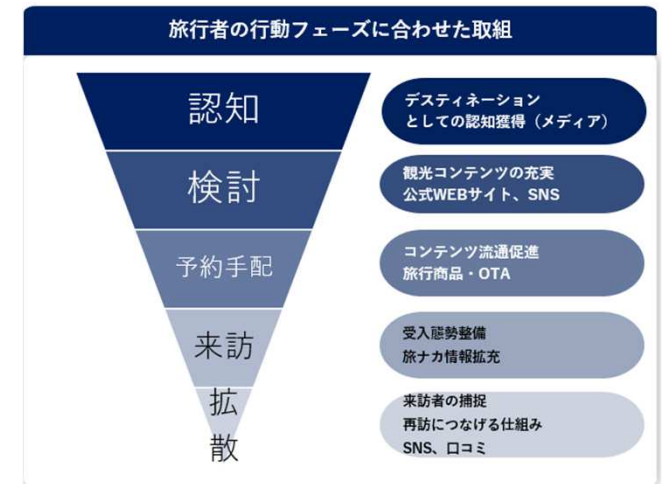 旅行者の行動フェーズに合わせた取組
認知
デスティネーション
としての認知獲得（メディア）
検討
観光コンテンツの充実
公式WEBサイト、SNS
予約手配
コンテンツ流通促進
旅行商品・OTA
来訪
受入態勢整備
旅ナカ情報拡充
拡
散
来訪者の捕捉
再訪につなげる仕組み
SNS、口コミ